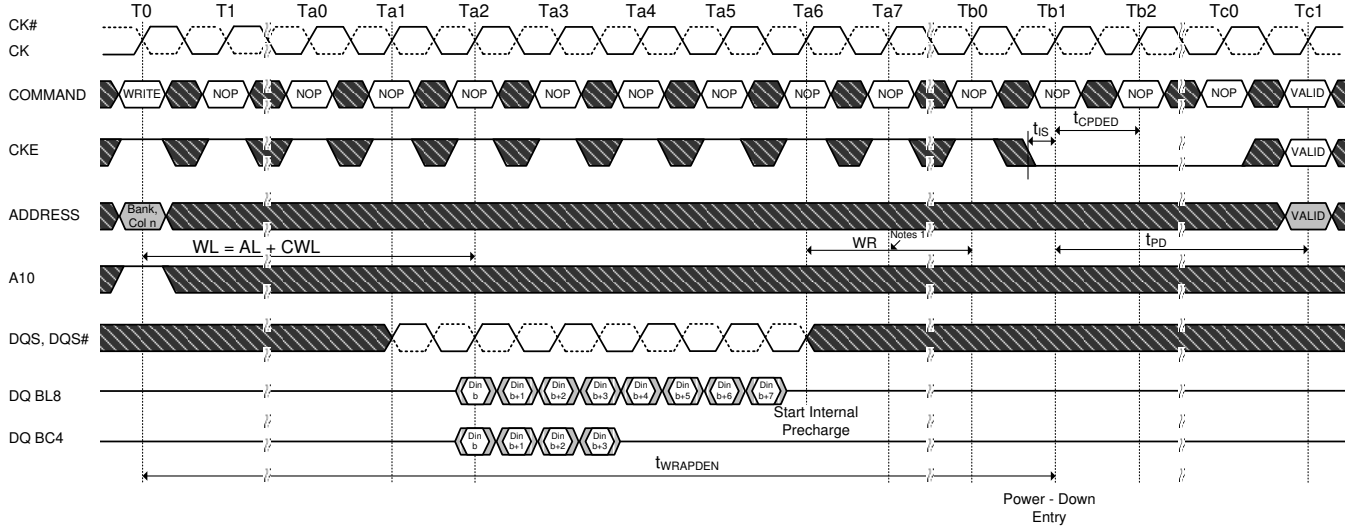 T0 T1 Ta0 Ta1 Ta2 Ta3 Ta4 Ta5 Ta6 Ta7 Tb0 Tb1 Tb2 Tc0 Tc1
CK#
CK
COMMAND WRITE NOP NOP NOP NOP NOP NOP NOP NOP NOP NOP NOP NOP NOP VALID
tIS tCPDED
CKE VALID
ADDRESS Bank, Col n VALID
WL = AL + CWL WR Notes 1 tPD
A10
DQS, DQS#
DQ BL8 Din b Din b+1 Din b+2 Din b+3 Din b+4 Din b+5 Din b+6 Din b+7
Start Internal
Precharge
DQ BC4 Din b Din b+1 Din b+2 Din b+3
tWRAPDEN
Power - Down
Entry